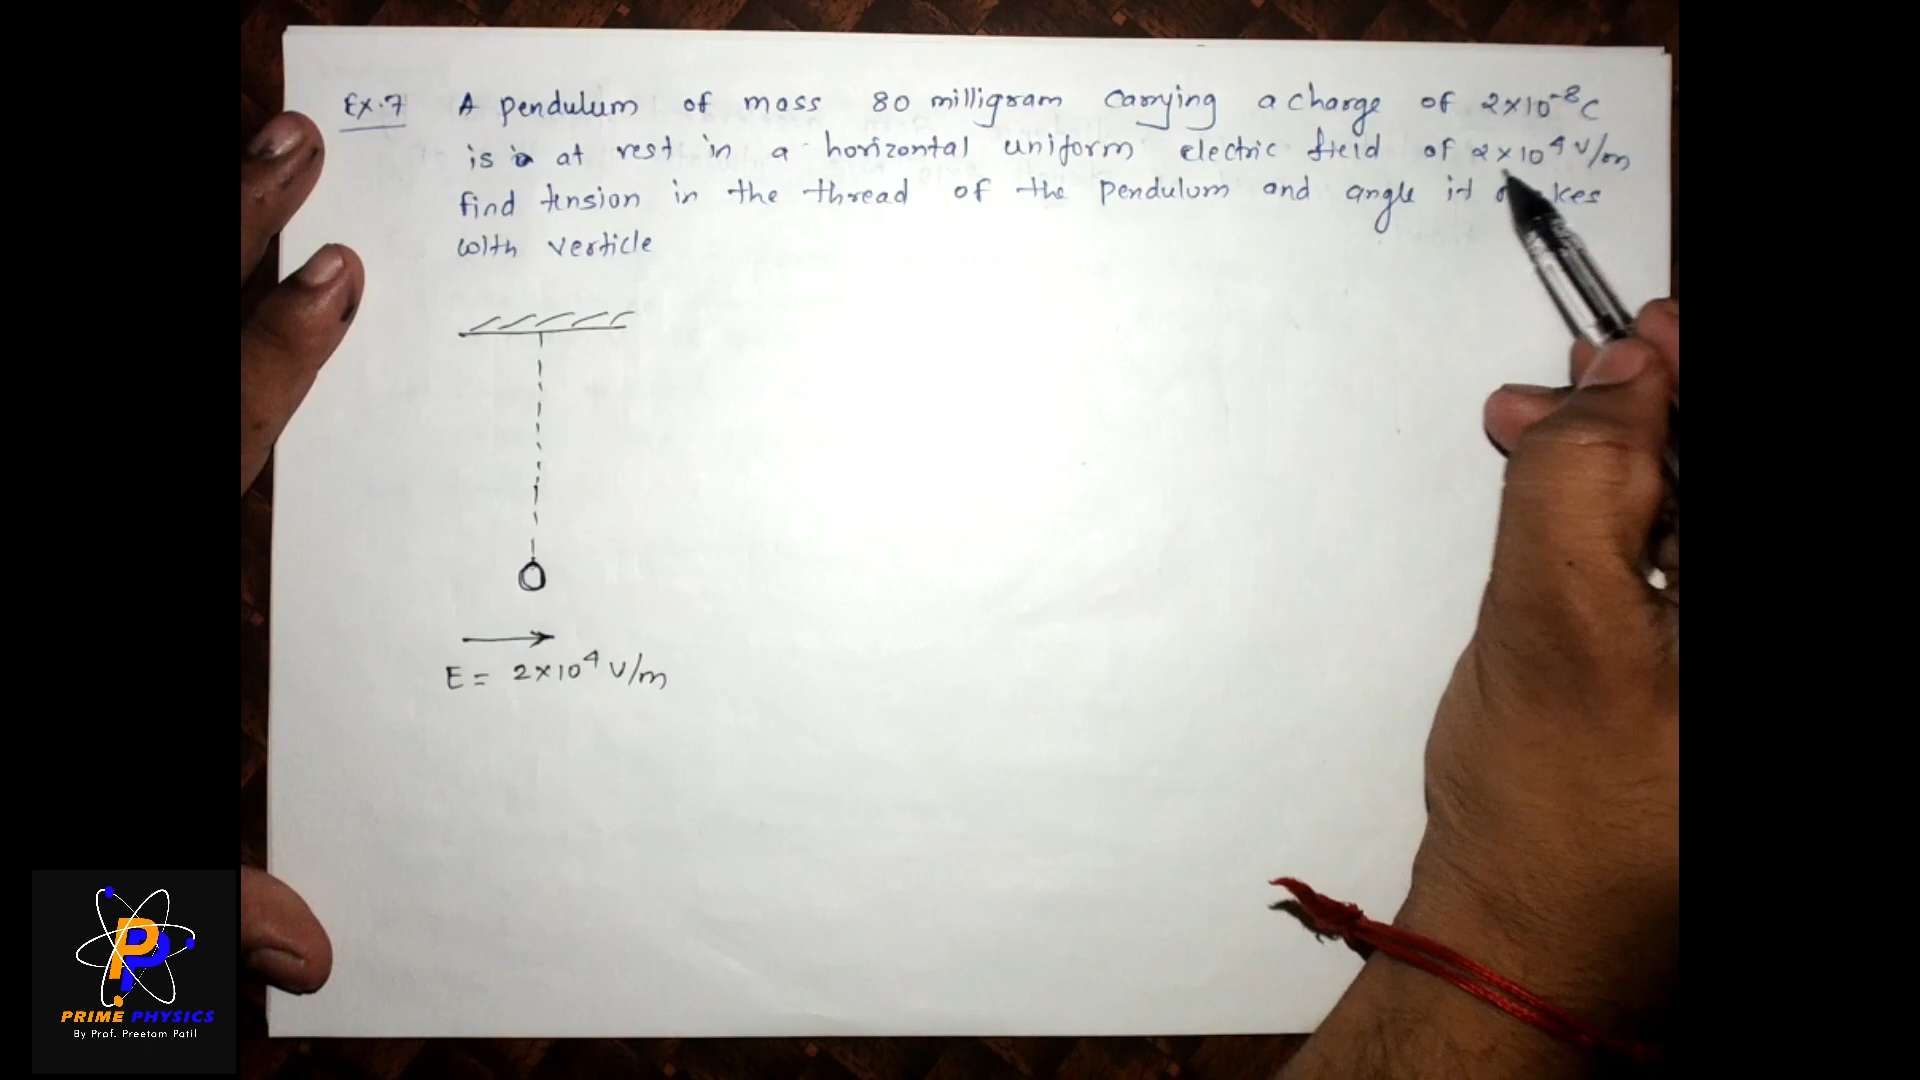 Ex.7 A pendulum of mass 80 milligram carrying a charge of 2×10⁻⁸C
is at rest in a horizontal uniform electric field of 2×10⁴ V/m
find tension in the thread of the pendulum and angle it
with verticle
E = 2×10⁴ V/m
PRIME PHYSICS
By Prof. Preetam Patil